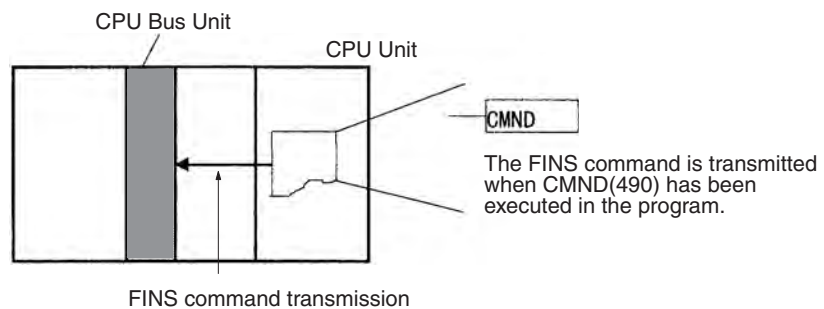 CPU Bus Unit
CPU Unit
CMND
The FINS command is transmitted
when CMND(490) has been
executed in the program.
FINS command transmission